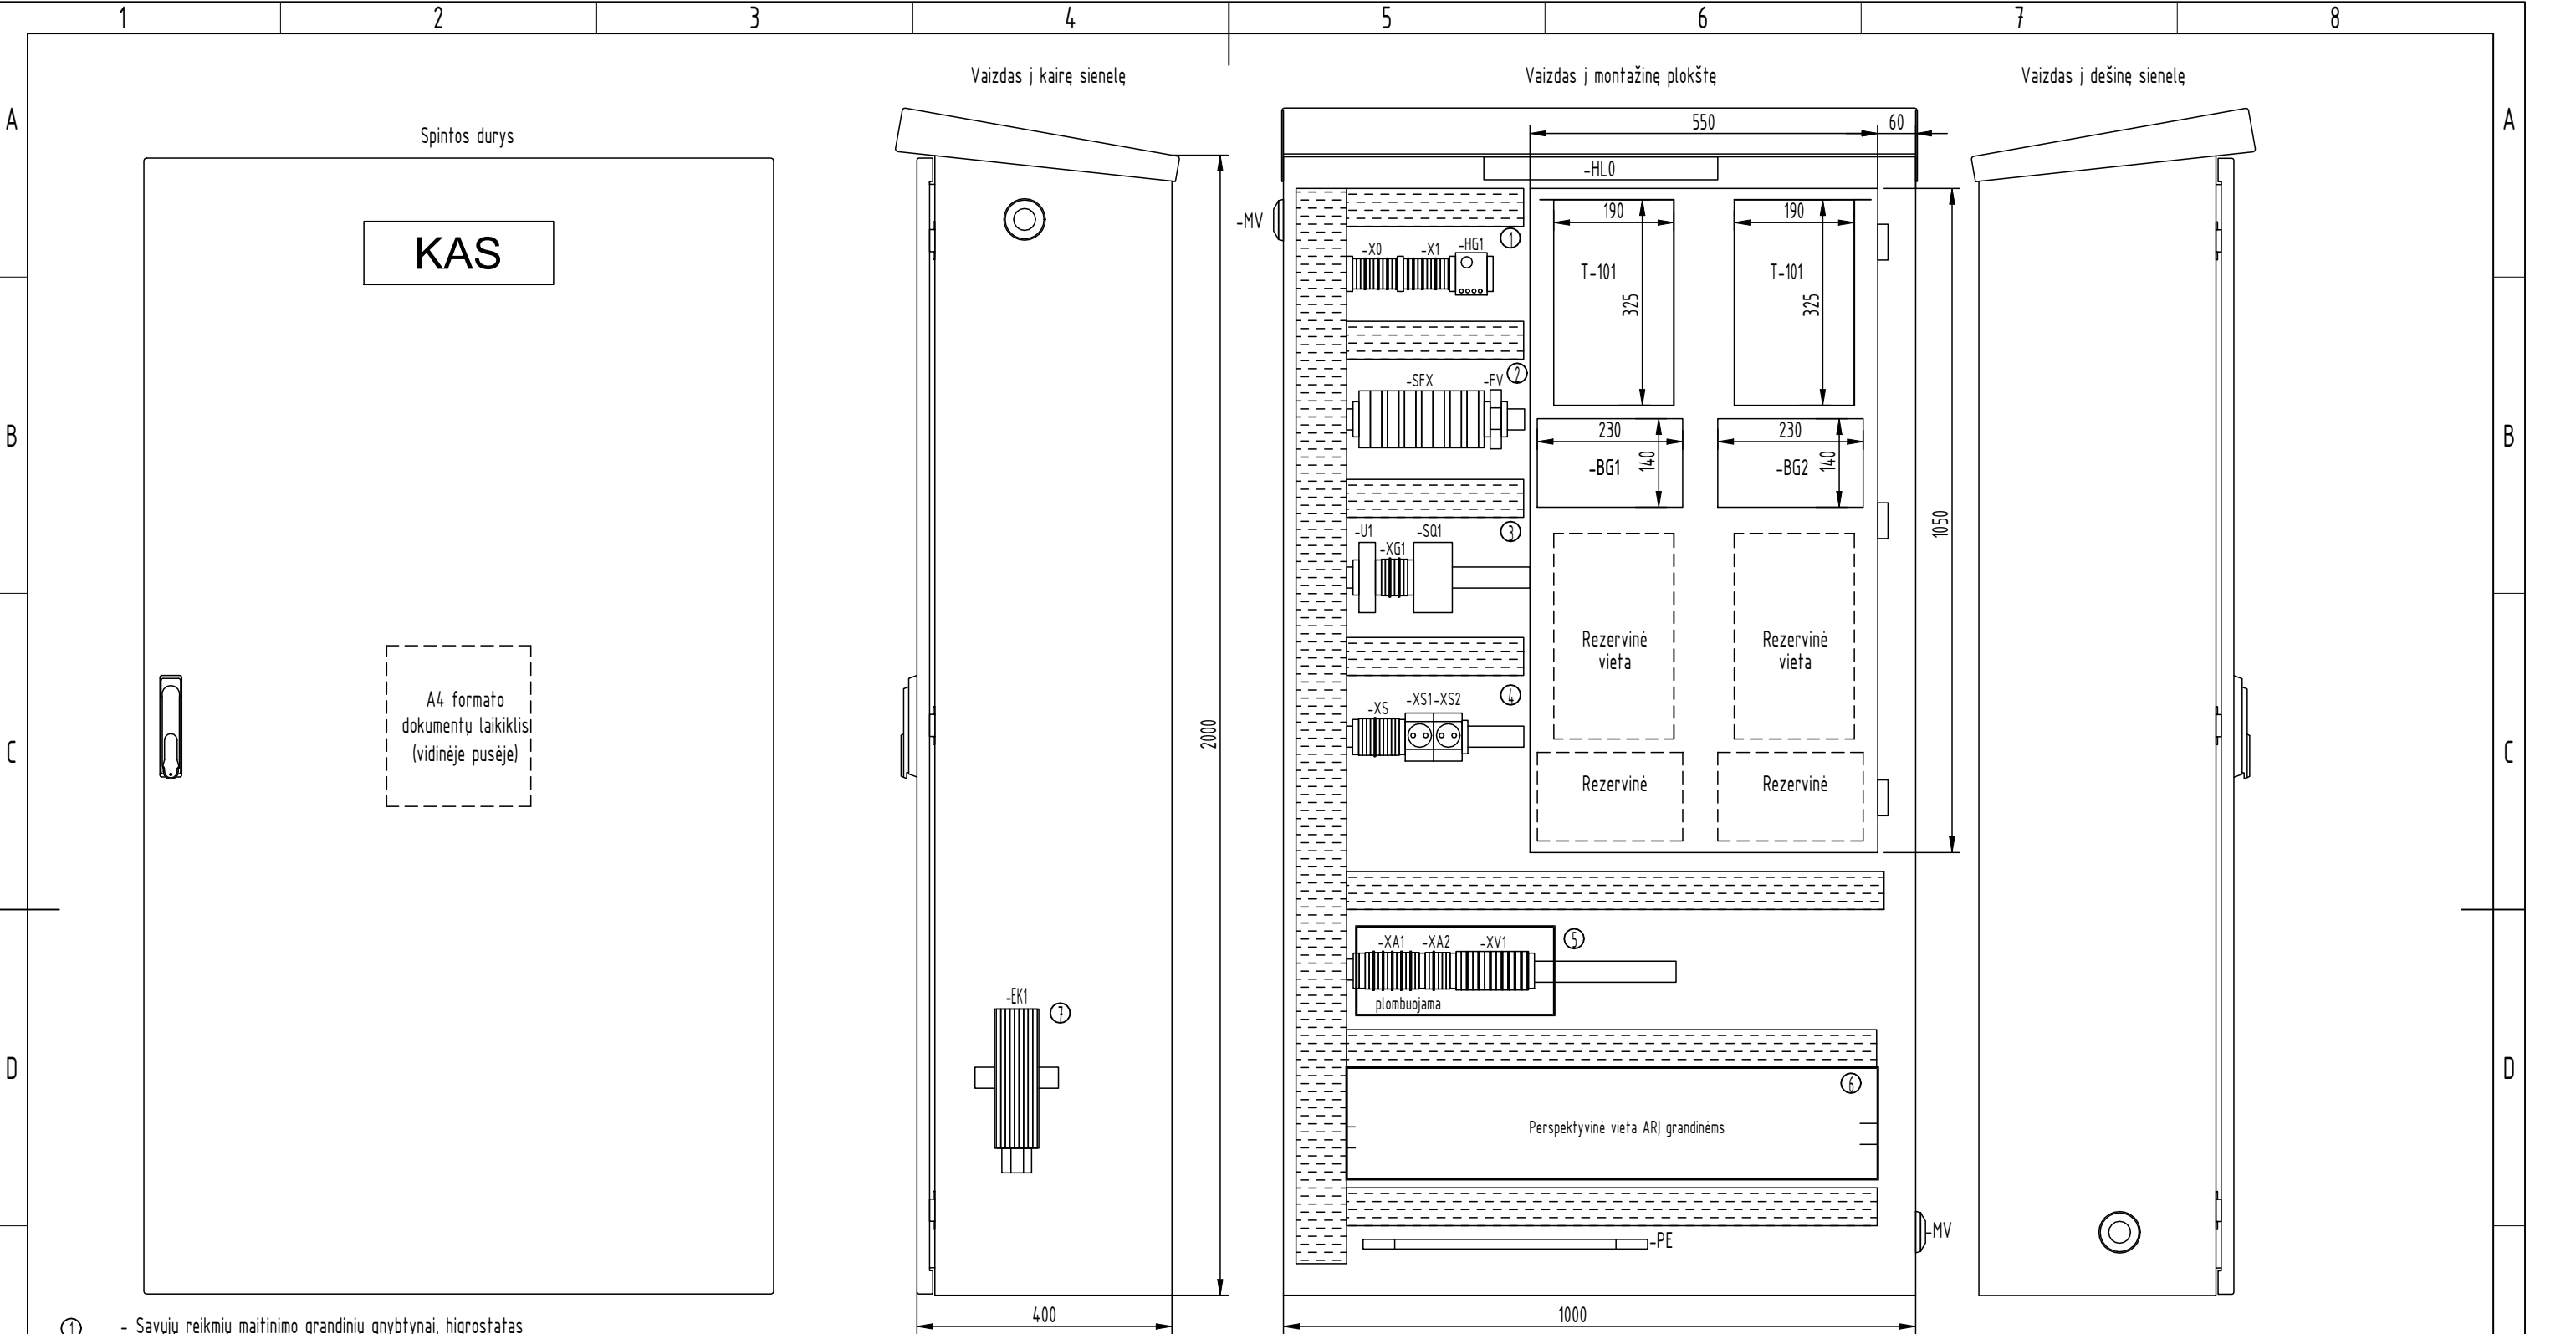 1 2 3 4 5 6 7 8
Vaizdas į kairę sienelę
Vaizdas į montažinę plokštę
Vaizdas į dešinę sienelę
A
A
Spintos durys
550
60
-HL0
KAS
-MV
190
190
1
-X0
-X1
-HG1
T-101
T-101
325
325
2
-SFX
-FV
B
B
230
230
-BG1
140
-BG2
140
3
-U1
-SQ1
-XG1
1050
Rezervinė
vieta
Rezervinė
vieta
4
-XS
-XS1
-XS2
A4 formato
dokumentų laikiklis
(vidinėje pusėje)
2000
C
C
Rezervinė
Rezervinė
5
-XA1
-XA2
-XV1
plombuojama
-EK1
7
D
D
6
Perspektyvinė vieta ARĮ grandinėms
-MV
-PE
400
1000
1 - Savųjų reikmių maitinimo grandinių gnybtynai, higrostatas